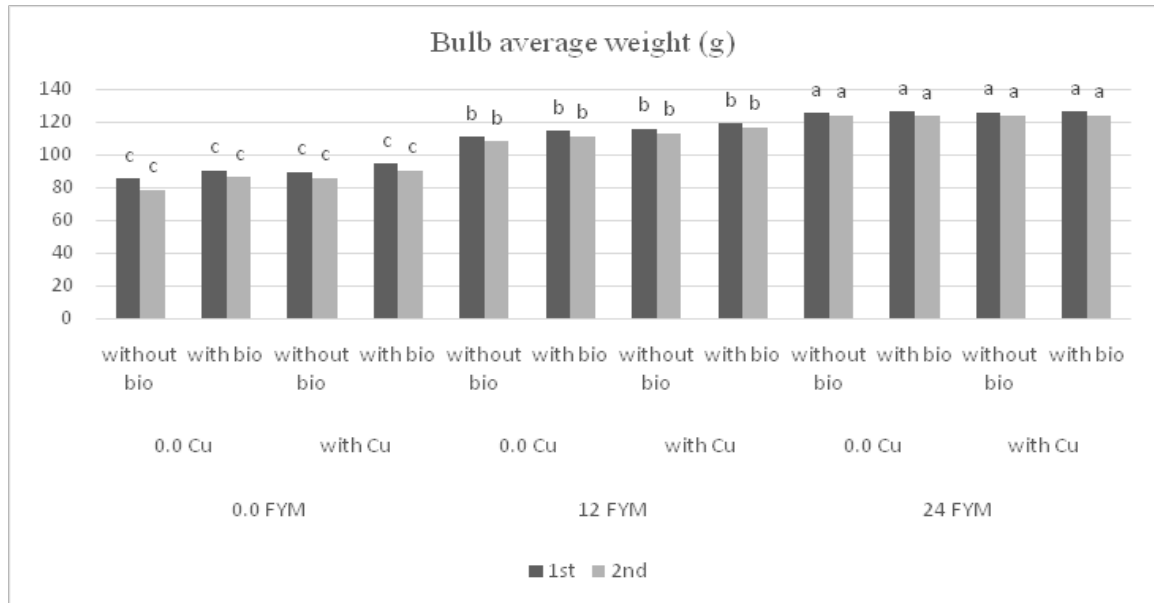 Bulb average weight (g)
140
120
100
80
60
40
20
0
c c c c c c c c b b b b b b b b a a a a a a a a
without bio with bio without bio with bio without bio with bio without bio with bio without bio with bio without bio with bio
0.0 Cu with Cu 0.0 Cu with Cu 0.0 Cu with Cu
0.0 FYM 12 FYM 24 FYM
1st 2nd